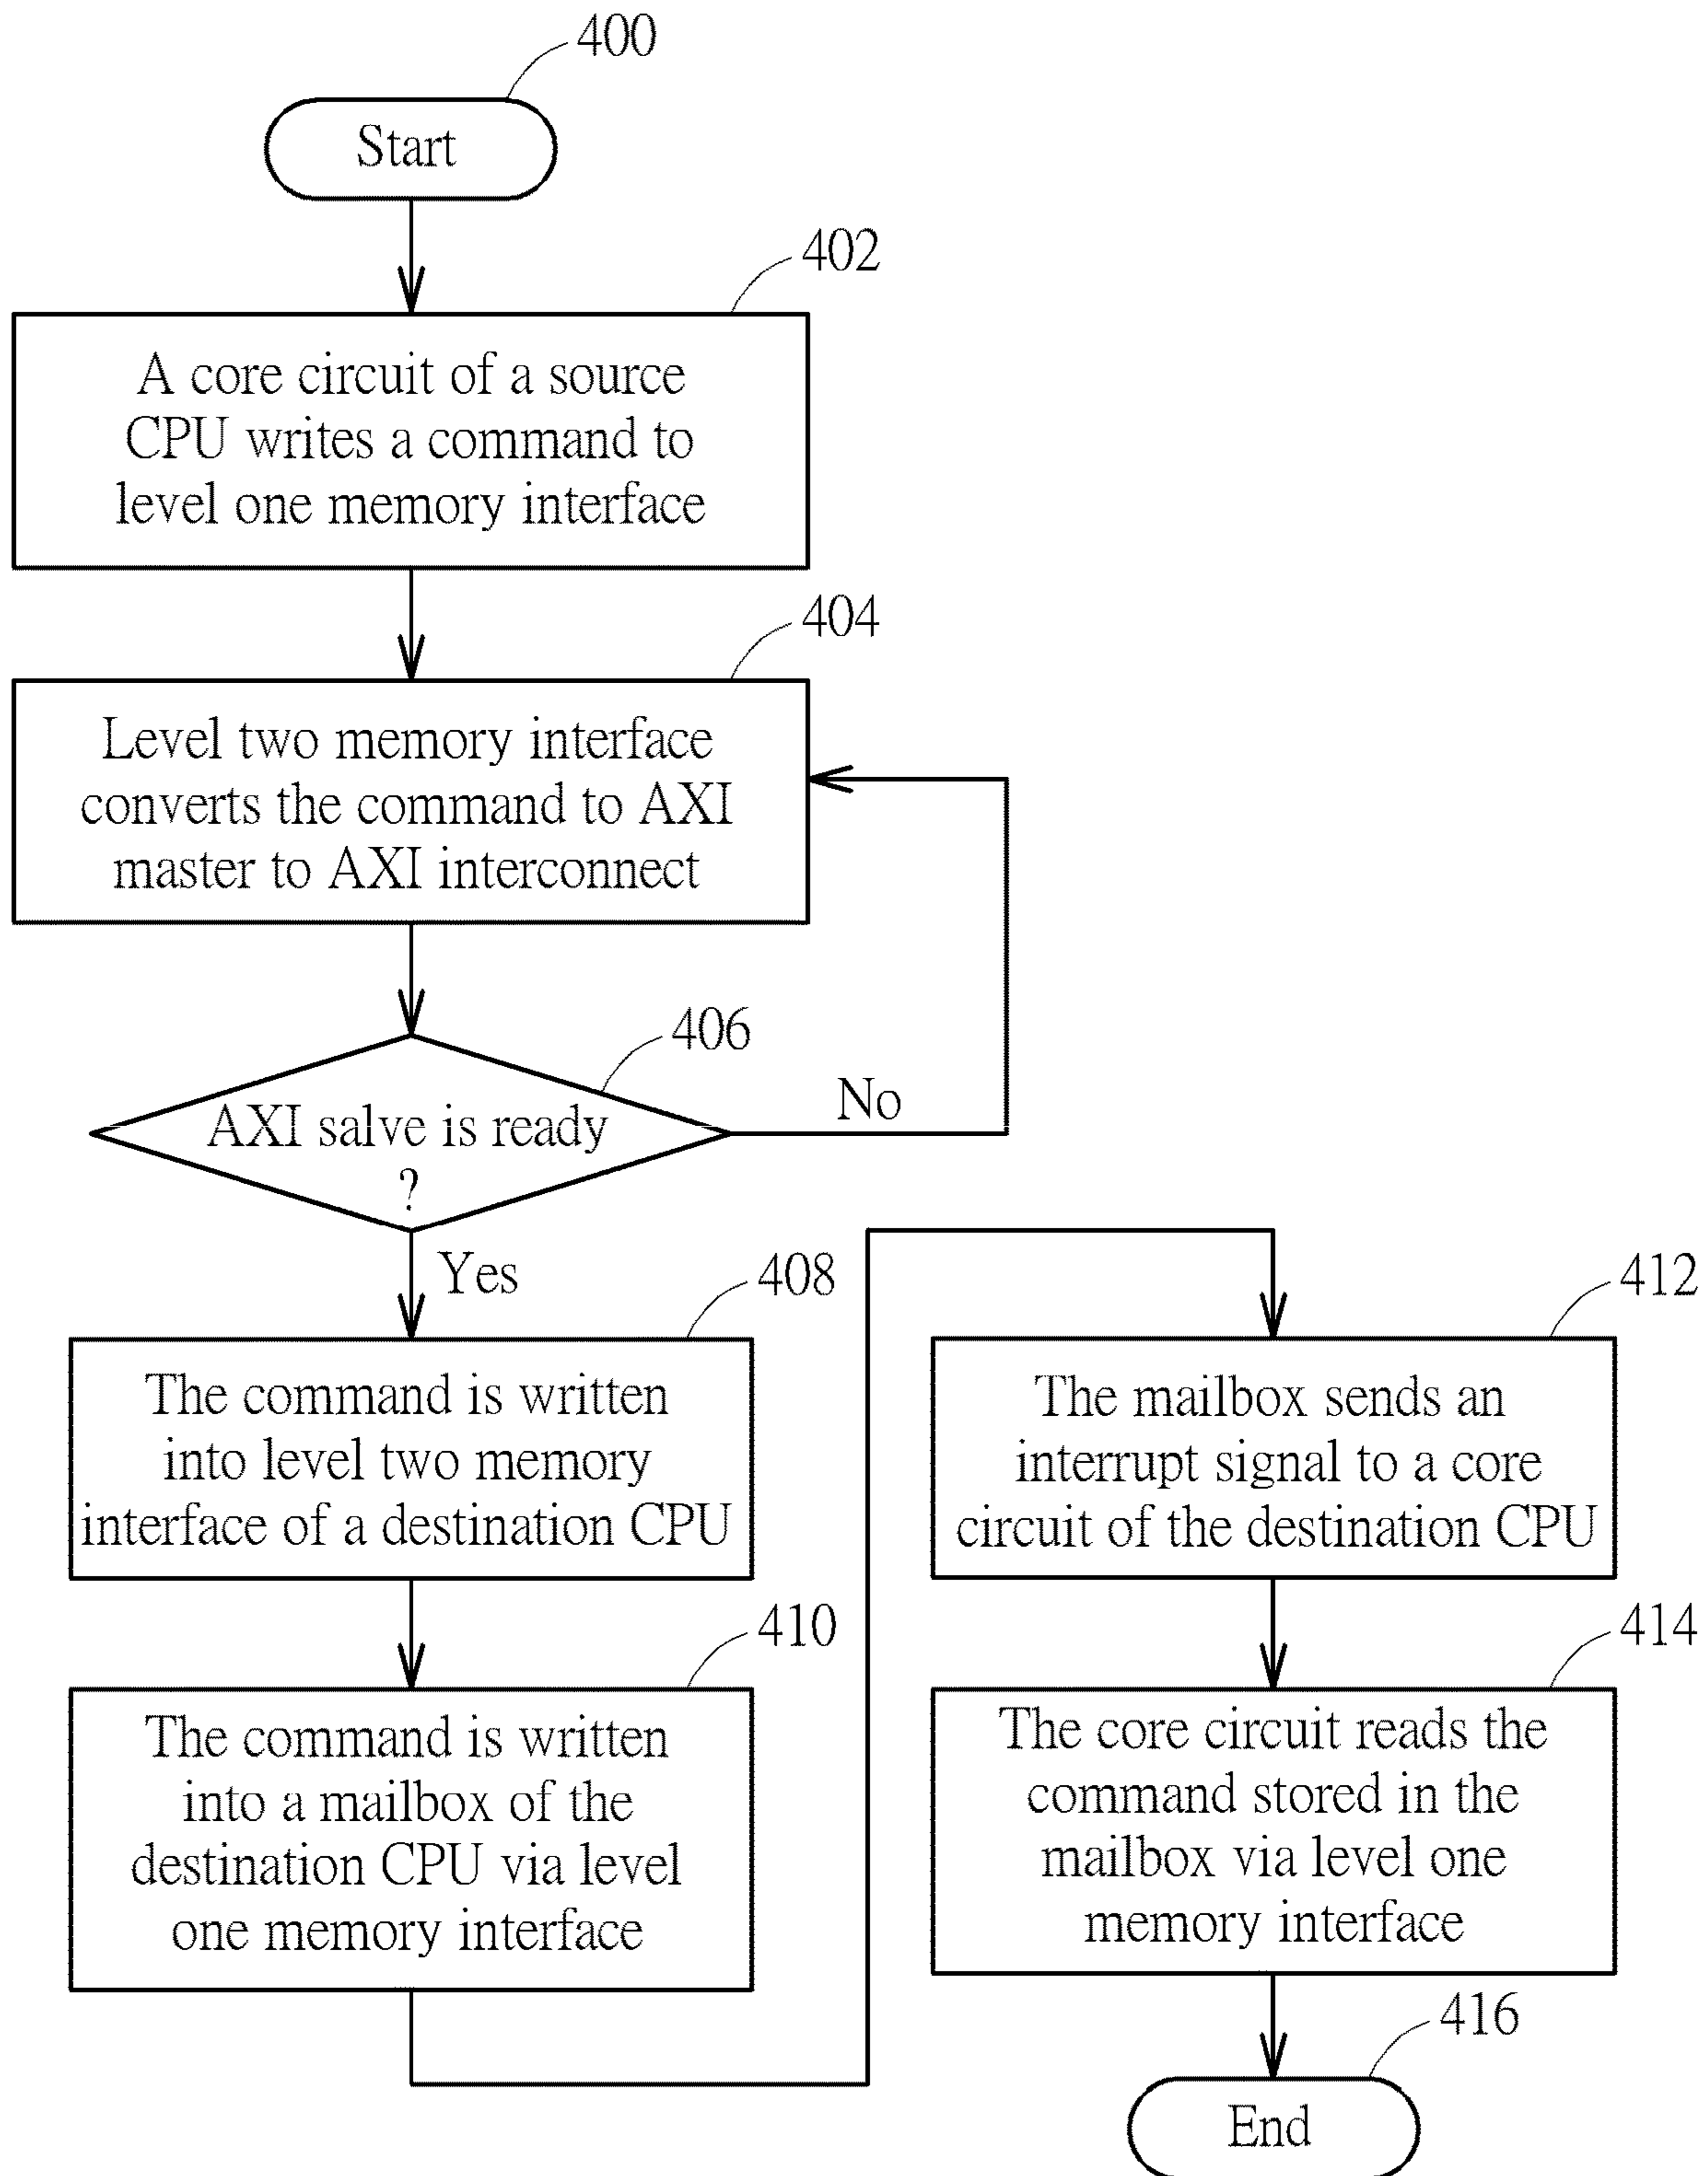 400
Start
402
A core circuit of a source
CPU writes a command to
level one memory interface
404
Level two memory interface
converts the command to AXI
master to AXI interconnect
406
AXI salve is ready
?
No
Yes
408
The command is written
into level two memory
interface of a destination CPU
410
The command is written
into a mailbox of the
destination CPU via level
one memory interface
412
The mailbox sends an
interrupt signal to a core
circuit of the destination CPU
414
The core circuit reads the
command stored in the
mailbox via level one
memory interface
416
End